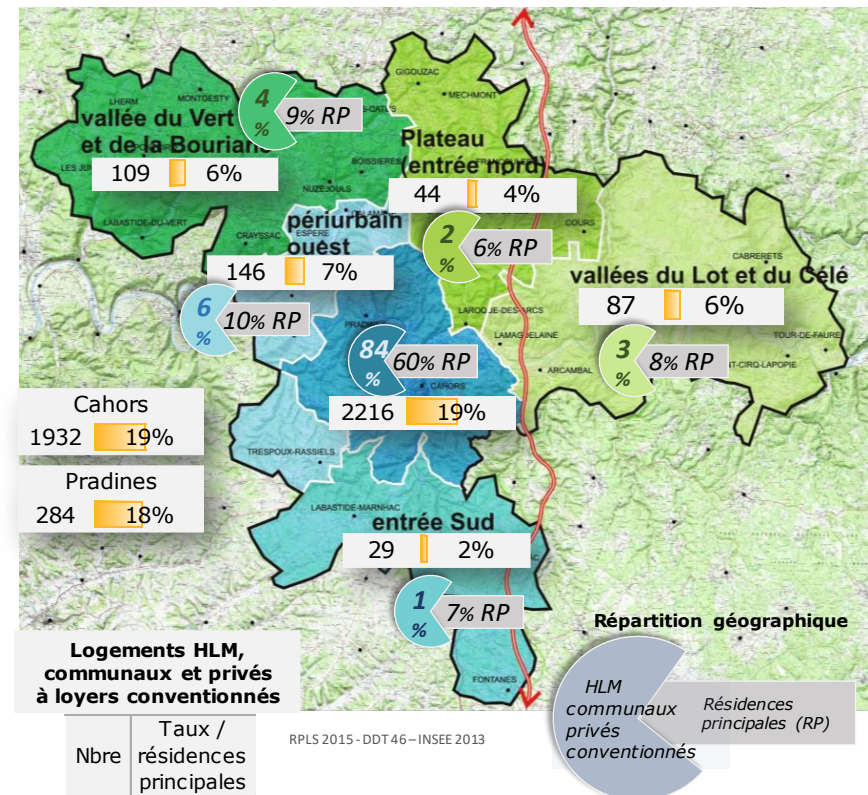 GIGOUZAC
MECHMONT
LHERM
MONTGESTY
4
%
9% RP
vallée du Vert
et de la Bouriane
BOISSIERES
109 6%
NUZEJOULS
LABASTIDE-DU-VERT
CRAYSSAC
ESPERE
Plateau
entrée nord
44 4%
2
%
6% RP
COURS
périurbain
ouest
146 7%
6
%
10% RP
CABRERETS
vallées du Lot et du Célé
87 6%
TOUR-DE-FAURE
3
%
8% RP
LAROQUE-DES-ARCS
LAMAGDELAINE
ARCAMBAL
PRADINES
84
%
60% RP
CAHORS
2216 19%
Cahors
1932 19%
Pradines
284 18%
TRESPOUX-RASSIELS
LABASTIDE-MARNHAC
entrée Sud
29 2%
1
%
7% RP
FONTANES
Logements HLM,
communaux et privés
à loyers conventionnés
Nbre
Taux /
résidences
principales
RPLS 2015 - DDT 46 – INSEE 2013
Répartition géographique
HLM
communaux
privés
conventionnés
Résidences
principales (RP)